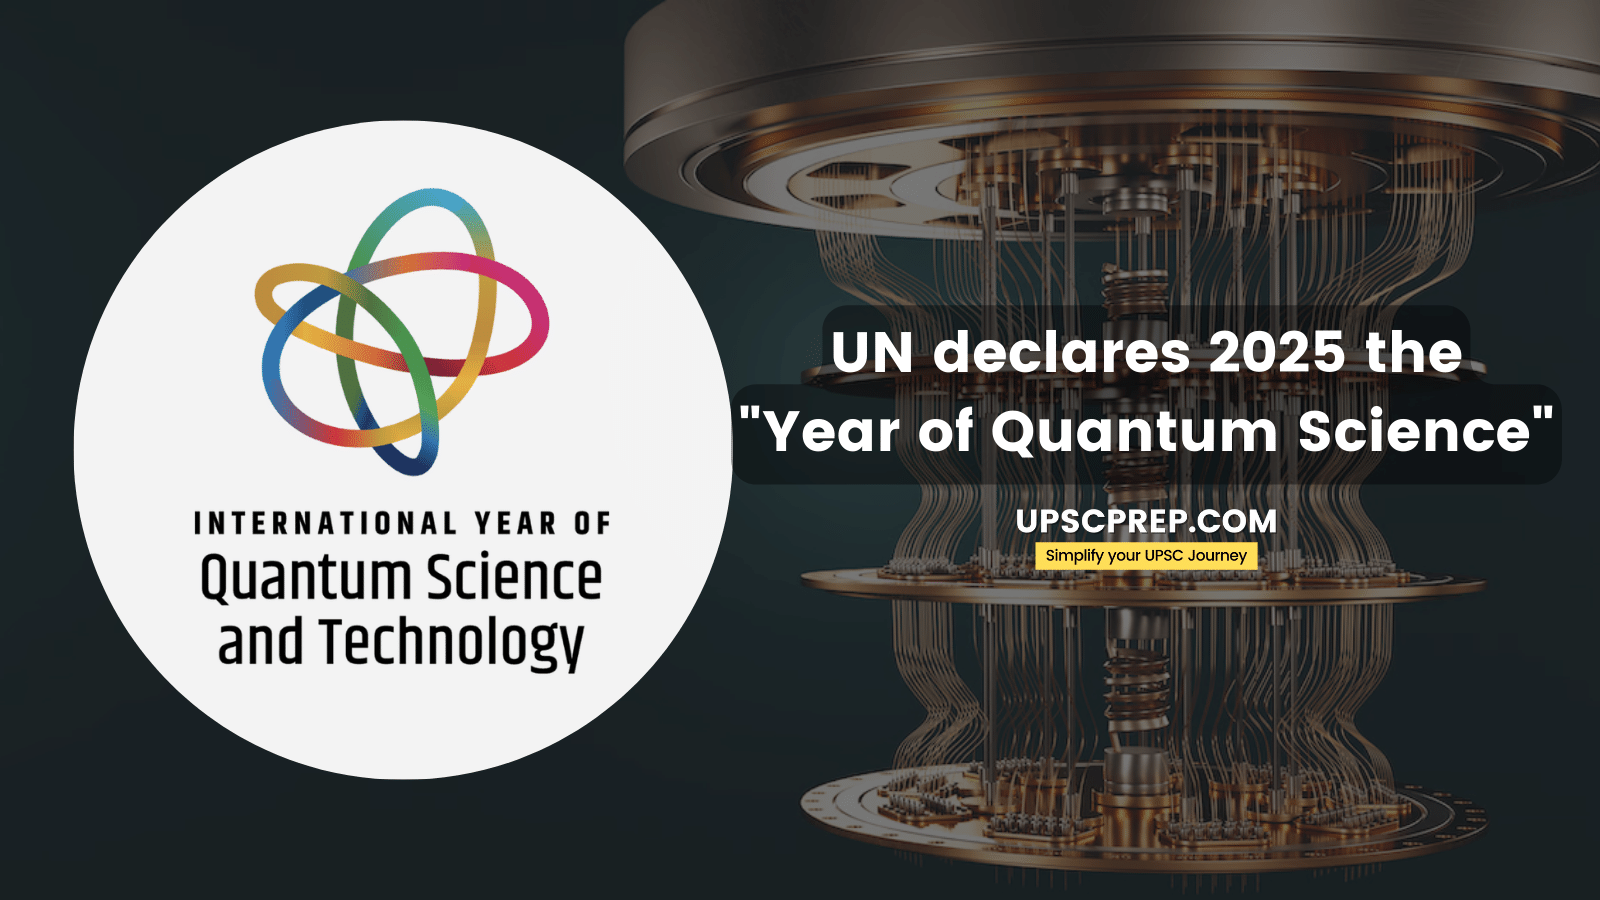 INTERNATIONAL YEAR OF
Quantum Science
and Technology
UN declares 2025 the
"Year of Quantum Science"
UPSCPREP.COM
Simplify your UPSC Journey